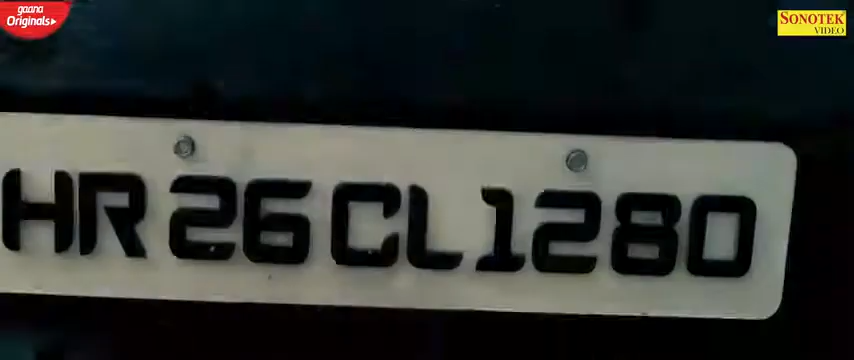 gaana
Originals
SONOTEK
VIDEO
HR 26 CL 1280